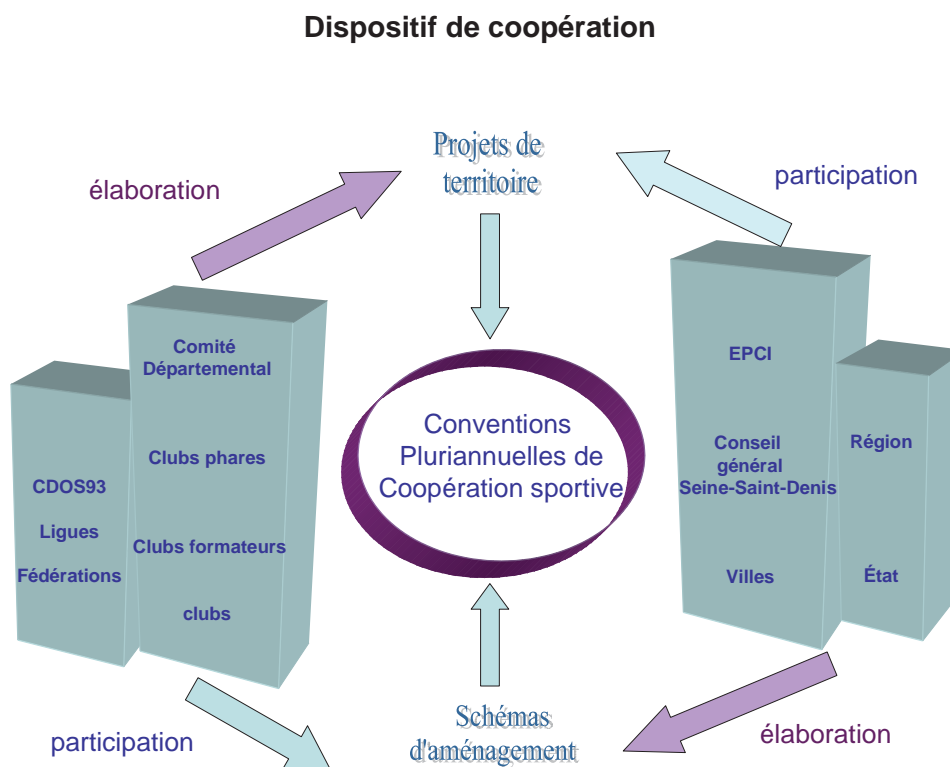 Dispositif de coopération
Projets de
territoire
élaboration
participation
Comité
Départemental
Clubs phares
Clubs formateurs
clubs
CDOS93
Ligues
Fédérations
Conventions
Pluriannuelles de
Coopération sportive
EPCI
Conseil
général
Seine-Saint-Denis
Villes
Région
État
Schémas
d'aménagement
participation
élaboration